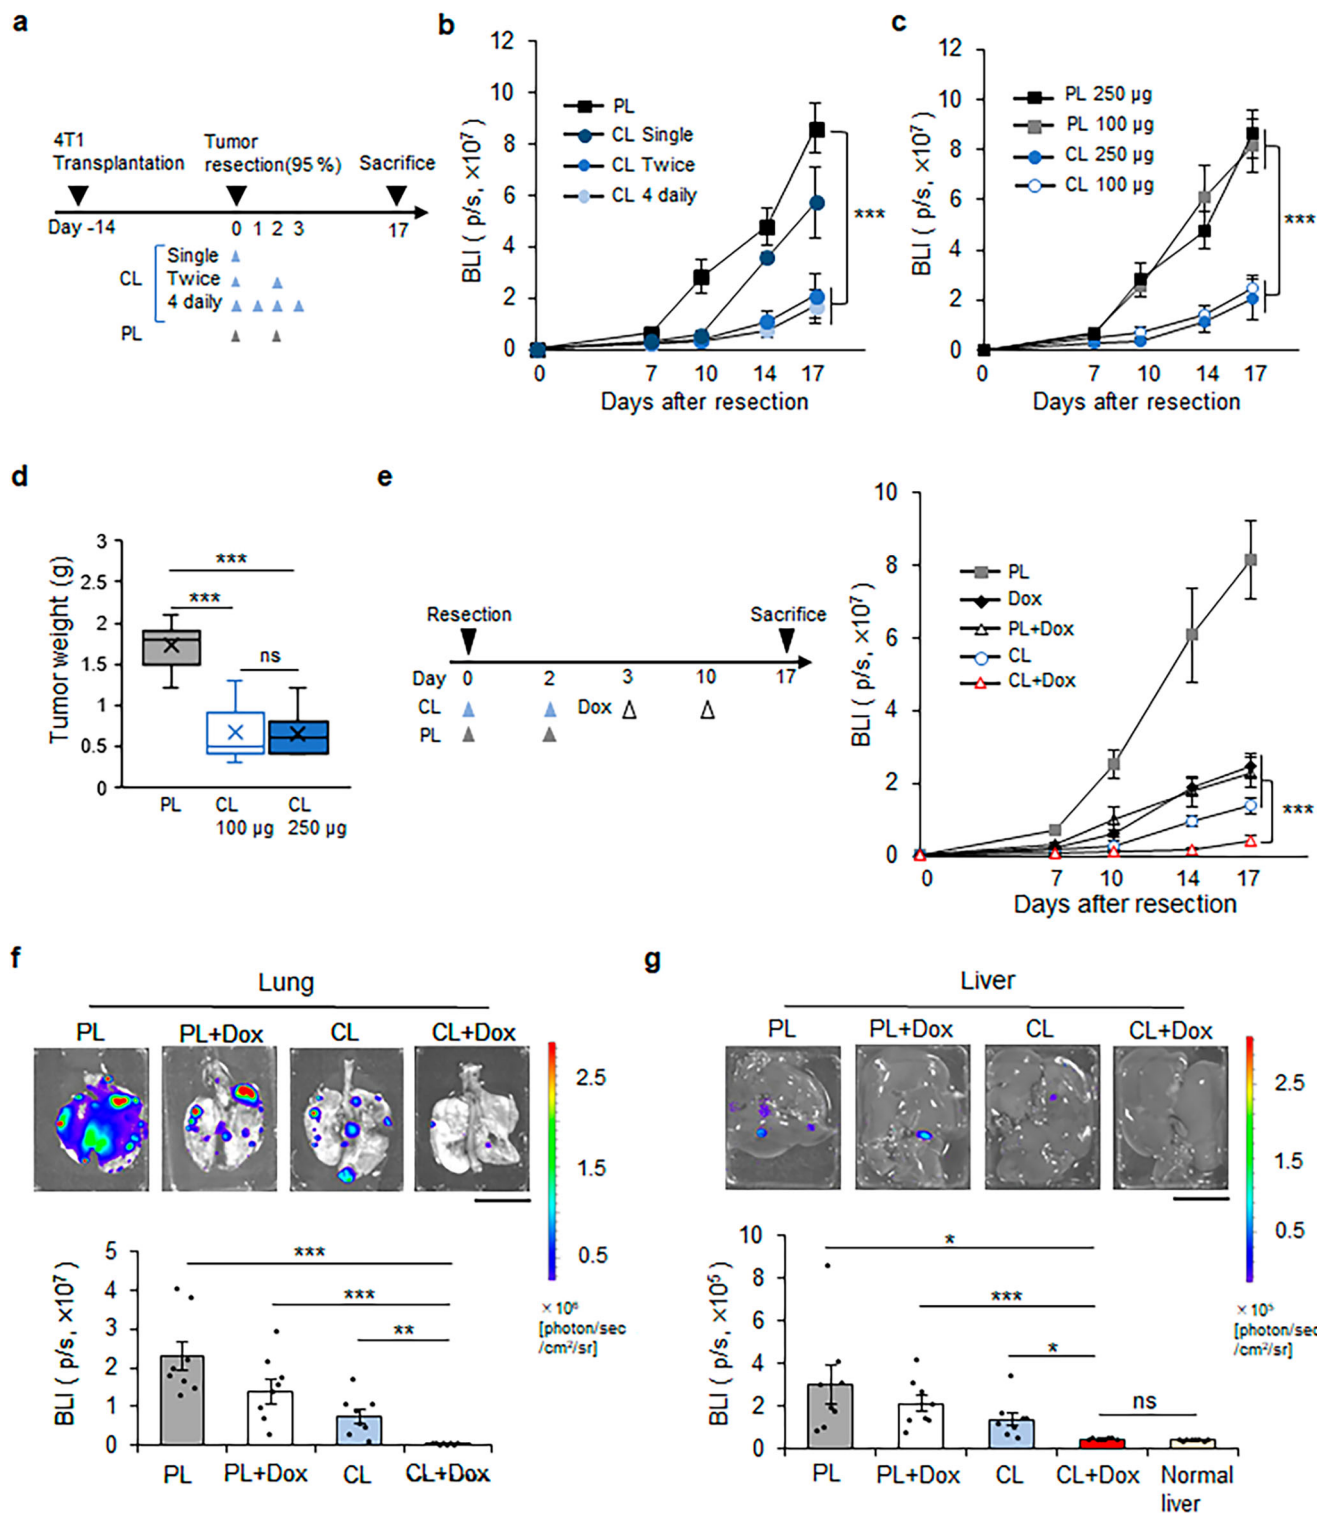 a
4T1
Transplantation
Tumor
resection(95 %)
Sacrifice
Day -14
0 1 2 3
17
CL
Single
Twice
4 daily
PL
b
12
10
8
6
4
2
0
BLI ( p/s, ×10⁷)
PL
CL Single
CL Twice
CL 4 daily
***
0 7 10 14 17
Days after resection
c
12
10
8
6
4
2
0
BLI ( p/s, ×10⁷)
PL 250 µg
PL 100 µg
CL 250 µg
CL 100 µg
***
0 7 10 14 17
Days after resection
d
3
2.5
2
1.5
1
0.5
0
Tumor weight (g)
***
***
ns
PL CL CL
100 µg 250 µg
e
Resection
Sacrifice
Day 0 2 3 10 17
CL
Dox
PL
10
8
6
4
2
0
BLI ( p/s, ×10⁷)
PL
Dox
PL+Dox
CL
CL+Dox
***
0 7 10 14 17
Days after resection
f
Lung
PL PL+Dox CL CL+Dox
2.5
1.5
0.5
×10⁶
[photon/sec
/cm²/sr]
5
4
3
2
1
0
BLI ( p/s, ×10⁷)
***
***
**
PL PL+Dox CL CL+Dox
g
Liver
PL PL+Dox CL CL+Dox
2.5
1.5
0.5
[photon/sec
/cm²/sr]
10
8
6
4
2
0
BLI ( p/s, ×10⁵)
*
***
*
ns
PL PL+Dox CL CL+Dox Normal
liver